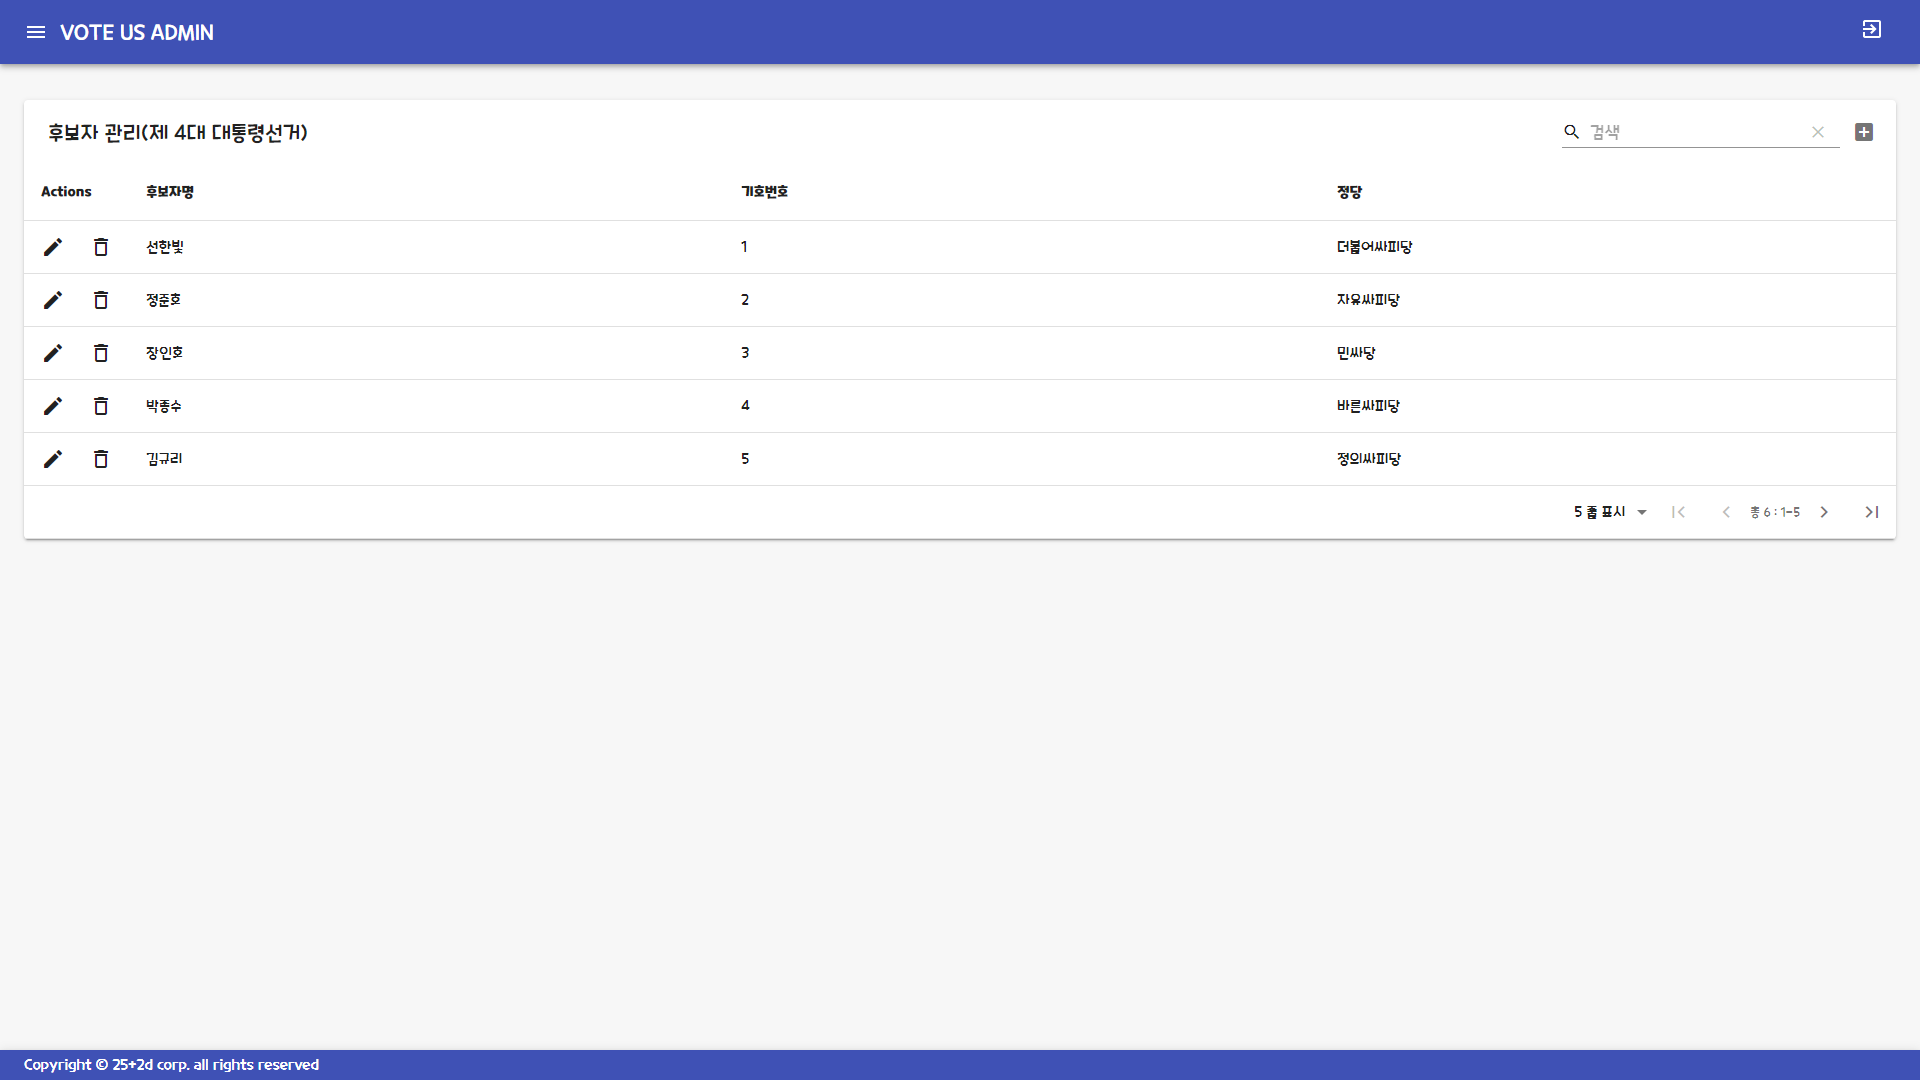 VOTE US ADMIN
후보자 관리(제 4대 대통령선거)
검색
Actions 후보자명 기호번호 정당
선한빛 1 더불어싸피당
정준호 2 자유싸피당
장인호 3 민싸당
박종수 4 바른싸피당
김규리 5 정의싸피당
5 줄 표시 총 6 : 1-5
Copyright © 25+2d corp. all rights reserved